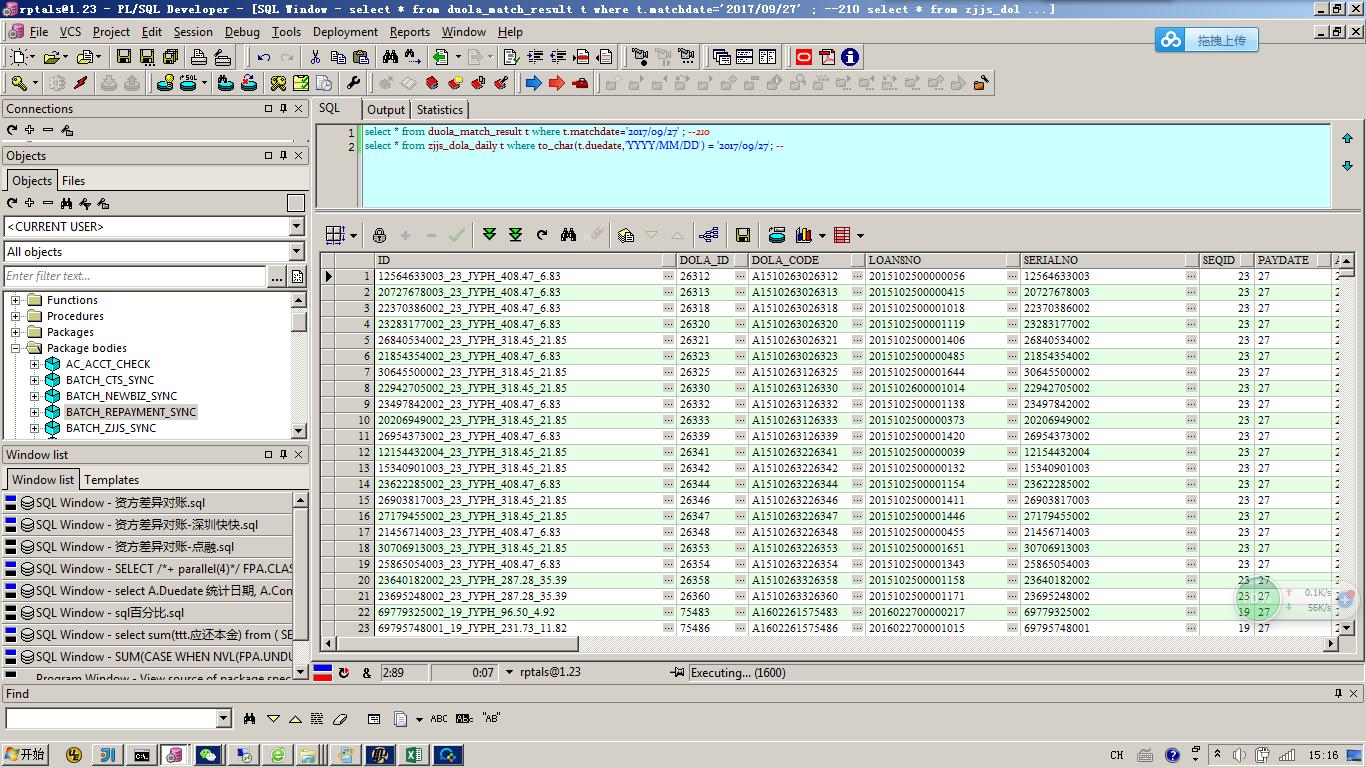 rptals@1.23 - PL/SQL Developer - [SQL Window - select * from duola_match_result t where t.matchdate='2017/09/27' ; --210 select * from zjjs_dol ...]
File VCS Project Edit Session Debug Tools Deployment Reports Window Help
拖拽上传
Connections
Objects
Objects Files
<CURRENT USER>
All objects
Enter filter text...
Functions
Procedures
Packages
Package bodies
AC_ACCT_CHECK
BATCH_CTS_SYNC
BATCH_NEWBIZ_SYNC
BATCH_REPAYMENT_SYNC
BATCH_ZJJS_SYNC
Window list
Window list Templates
SQL Window - 资方差异对账.sql
SQL Window - 资方差异对账-深圳快快.sql
SQL Window - 资方差异对账-点融.sql
SQL Window - SELECT /*+ parallel(4)*/ FPA.CLAS
SQL Window - select A.Duedate 统计日期, A.Con
SQL Window - sql百分比.sql
SQL Window - select sum(ttt.应还本金) from ( SE
SQL Window - SUM(CASE WHEN NVL(FPA.UNDU
Program Window - View source of package spec
SQL Output Statistics
1 select * from duola_match_result t where t.matchdate='2017/09/27' ; --210
2 select * from zjjs_dola_daily t where to_char(t.duedate,'YYYY/MM/DD') = '2017/09/27'; --
ID DOLA_ID DOLA_CODE LOANSNO SERIALNO SEQID PAYDATE
1 12564633003_23_JYPH_408.47_6.83 26312 A1510263026312 2015102500000056 12564633003 23 27
2 20727678003_23_JYPH_408.47_6.83 26313 A1510263026313 2015102500000415 20727678003 23 27
3 22370386002_23_JYPH_408.47_6.83 26318 A1510263026318 2015102500001018 22370386002 23 27
4 23283177002_23_JYPH_408.47_6.83 26320 A1510263026320 2015102500001119 23283177002 23 27
5 26840534002_23_JYPH_318.45_21.85 26321 A1510263026321 2015102500001406 26840534002 23 27
6 21854354002_23_JYPH_408.47_6.83 26323 A1510263026323 2015102500000485 21854354002 23 27
7 30645500002_23_JYPH_318.45_21.85 26325 A1510263126325 2015102500001644 30645500002 23 27
8 22942705002_23_JYPH_318.45_21.85 26330 A1510263126330 2015102600001014 22942705002 23 27
9 23497842002_23_JYPH_408.47_6.83 26332 A1510263126332 2015102500001138 23497842002 23 27
10 20206949002_23_JYPH_318.45_21.85 26333 A1510263126333 2015102500000373 20206949002 23 27
11 26954373002_23_JYPH_408.47_6.83 26339 A1510263126339 2015102500001420 26954373002 23 27
12 12154432004_23_JYPH_318.45_21.85 26341 A1510263226341 2015102500000039 12154432004 23 27
13 15340901003_23_JYPH_408.47_6.83 26342 A1510263226342 2015102500000132 15340901003 23 27
14 23622285002_23_JYPH_408.47_6.83 26344 A1510263226344 2015102500001154 23622285002 23 27
15 26903817003_23_JYPH_318.45_21.85 26346 A1510263226346 2015102500001411 26903817003 23 27
16 27179455002_23_JYPH_318.45_21.85 26347 A1510263226347 2015102500001446 27179455002 23 27
17 21456714003_23_JYPH_408.47_6.83 26348 A1510263226348 2015102500000455 21456714003 23 27
18 30706913003_23_JYPH_318.45_21.85 26353 A1510263226353 2015102500001651 30706913003 23 27
19 25865054003_23_JYPH_408.47_6.83 26354 A1510263226354 2015102500001343 25865054003 23 27
20 23640182002_23_JYPH_287.28_35.39 26358 A1510263326358 2015102500001158 23640182002 23 27
21 23695248002_23_JYPH_287.28_35.39 26360 A1510263326360 2015102500001171 23695248002 23 27
22 69779325002_19_JYPH_96.50_4.92 75483 A1602261575483 2016022700000217 69779325002 19 27
23 69795748001_19_JYPH_231.73_11.82 75486 A1602261575486 2016022700001015 69795748001 19 27
0.1K/s
56K/s
& 2:89 0:07 rptals@1.23 Executing... (1600)
Find
ABC "AB"
开始 CH 15:16